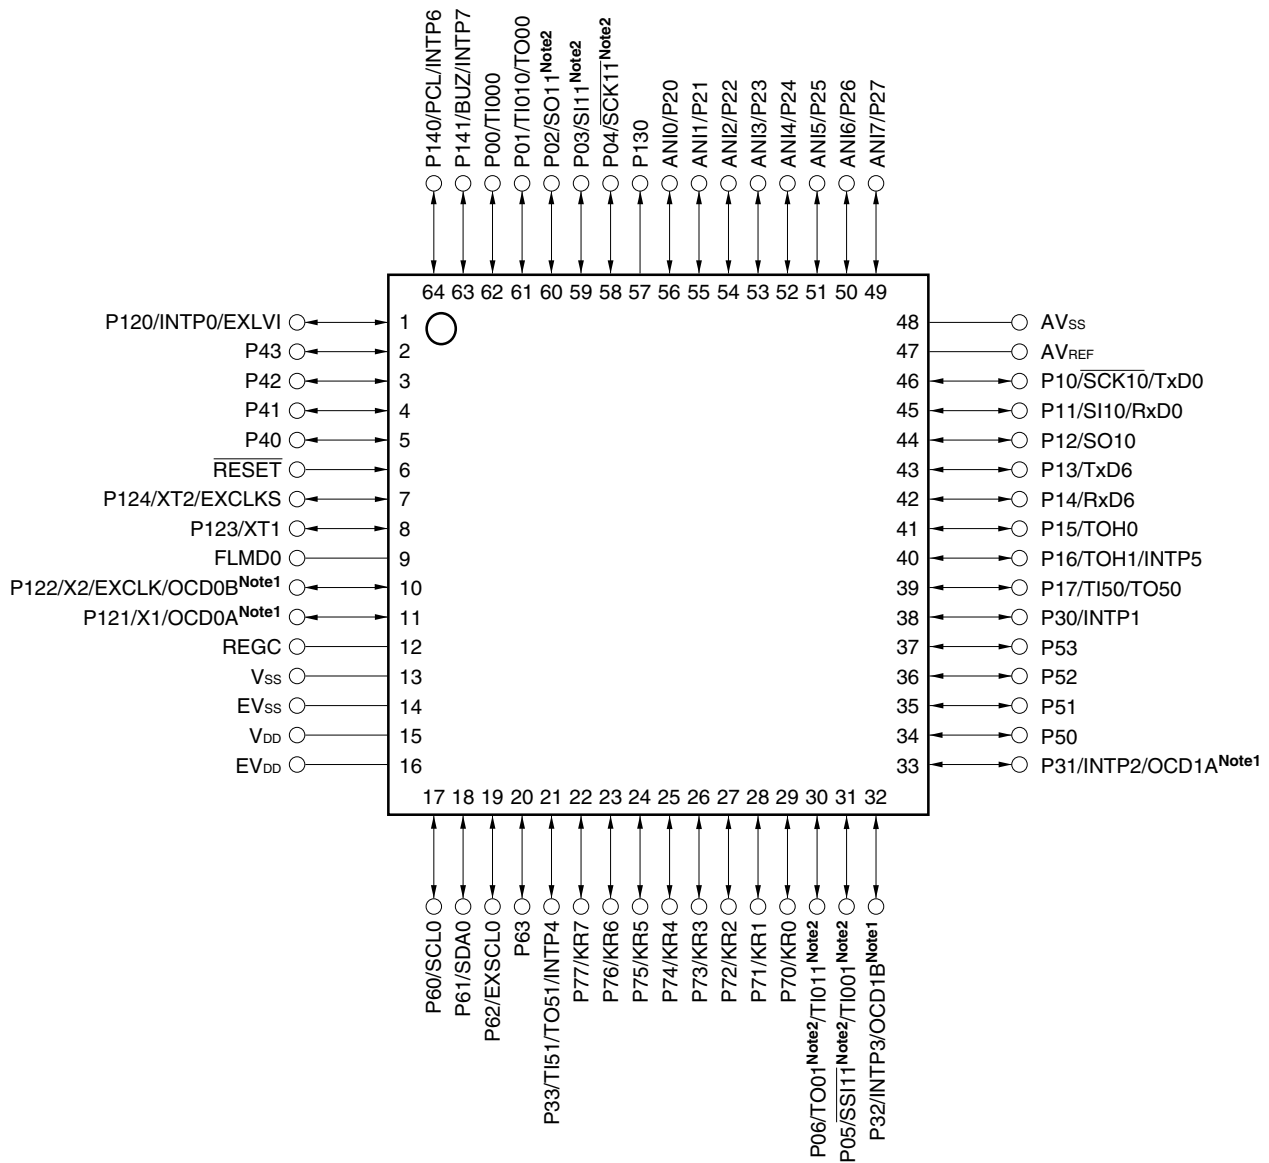 P140/PCL/INTP6
P141/BUZ/INTP7
P00/TI000
P01/TI010/TO00
P02/SO11Note2
P03/SI11Note2
P04/SCK11Note2
P130
ANI0/P20
ANI1/P21
ANI2/P22
ANI3/P23
ANI4/P24
ANI5/P25
ANI6/P26
ANI7/P27
64 63 62 61 60 59 58 57 56 55 54 53 52 51 50 49
P120/INTP0/EXLVI 1 48 AVSS
P43 2 47 AVREF
P42 3 46 P10/SCK10/TxD0
P41 4 45 P11/SI10/RxD0
P40 5 44 P12/SO10
RESET 6 43 P13/TxD6
P124/XT2/EXCLKS 7 42 P14/RxD6
P123/XT1 8 41 P15/TOH0
FLMD0 9 40 P16/TOH1/INTP5
P122/X2/EXCLK/OCD0BNote1 10 39 P17/TI50/TO50
P121/X1/OCD0ANote1 11 38 P30/INTP1
REGC 12 37 P53
VSS 13 36 P52
EVSS 14 35 P51
VDD 15 34 P50
EVDD 16 33 P31/INTP2/OCD1ANote1
17 18 19 20 21 22 23 24 25 26 27 28 29 30 31 32
P60/SCL0
P61/SDA0
P62/EXSCL0
P63
P33/TI51/TO51/INTP4
P77/KR7
P76/KR6
P75/KR5
P74/KR4
P73/KR3
P72/KR2
P71/KR1
P70/KR0
P06/TO01Note2/TI011Note2
P05/SSI11Note2/TI001Note2
P32/INTP3/OCD1BNote1